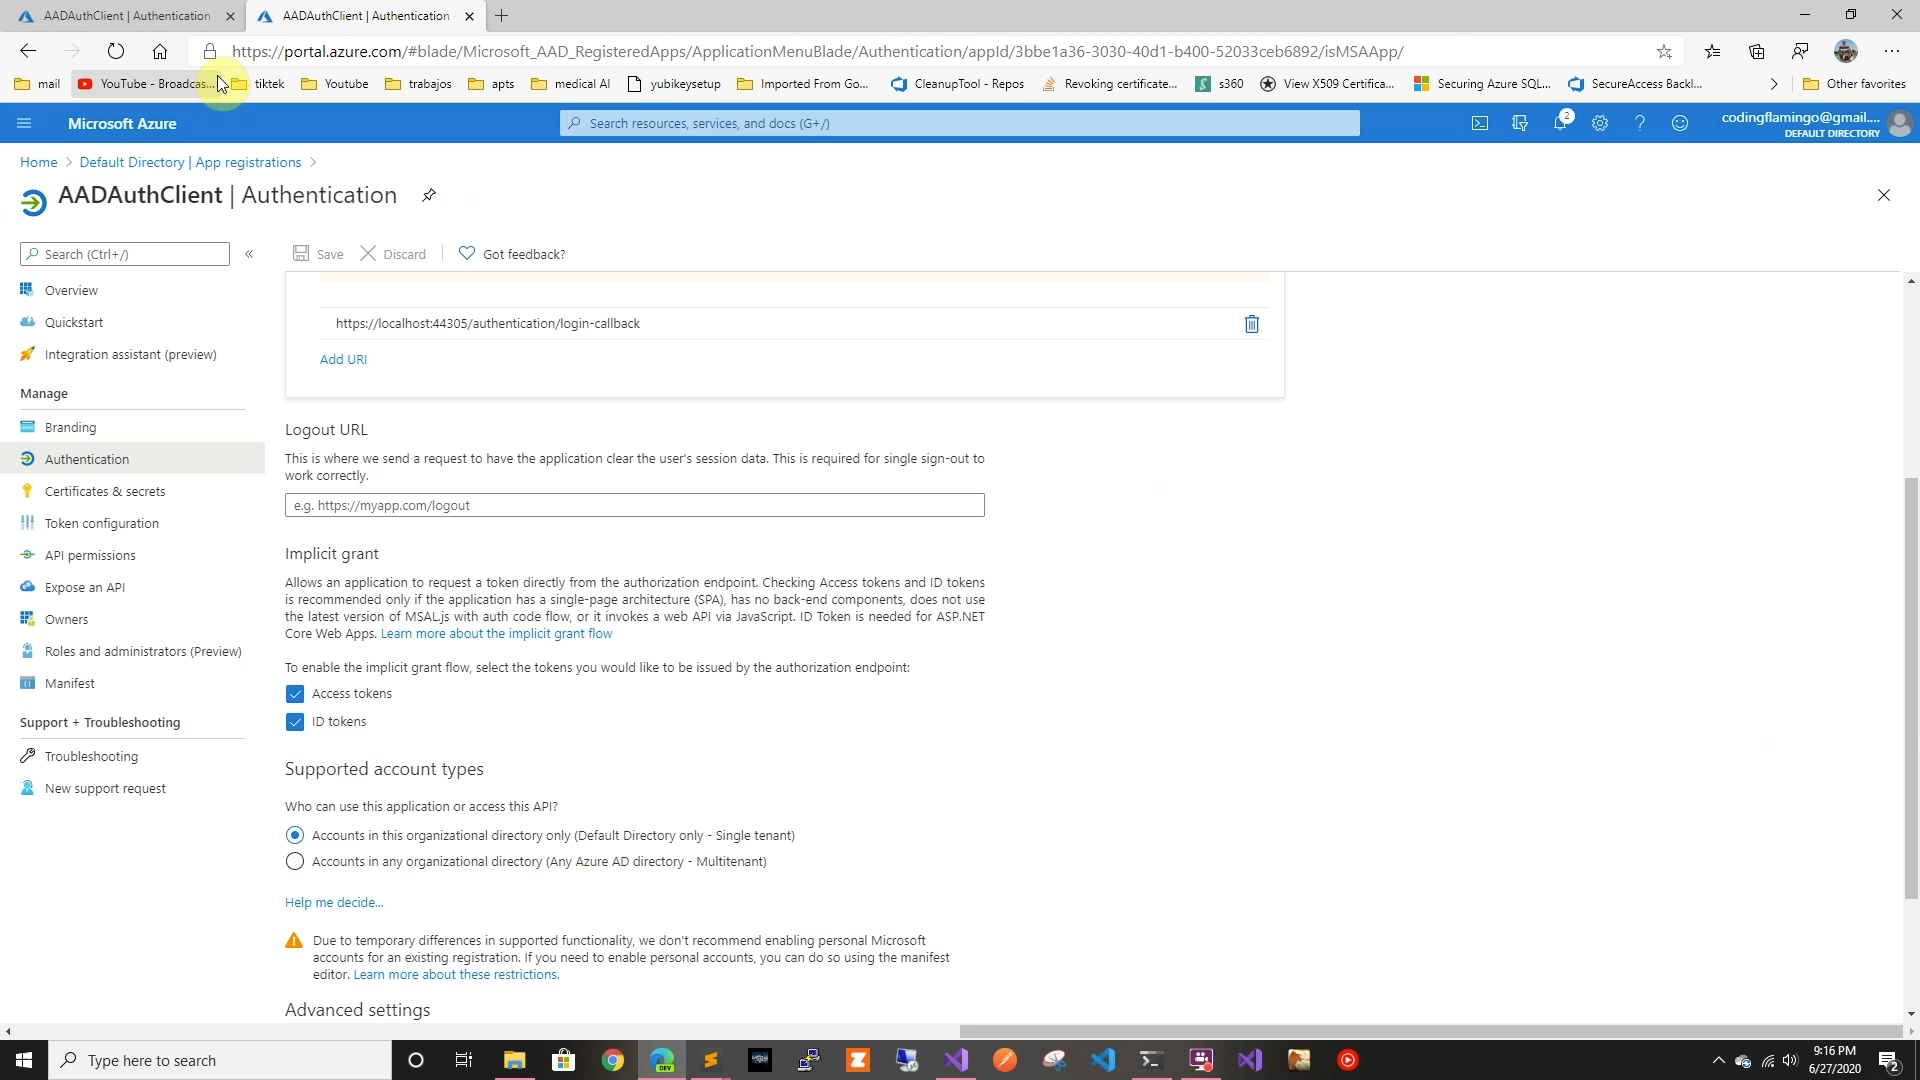 AADAuthClient | Authentication
AADAuthClient | Authentication
https://portal.azure.com/#blade/Microsoft_AAD_RegisteredApps/ApplicationMenuBlade/Authentication/appId/3bbe1a36-3030-40d1-b400-52033ceb6892/isMSAApp/
mail YouTube - Broadcas... tiktek Youtube trabajos apts medical AI yubikeysetup Imported From Go... CleanupTool - Repos Revoking certificate... s360 View X509 Certifica... Securing Azure SQL... SecureAccess Backl... Other favorites
Microsoft Azure
Search resources, services, and docs (G+/)
2
codingflamingo@gmail....
DEFAULT DIRECTORY
Home > Default Directory | App registrations >
AADAuthClient | Authentication
Search (Ctrl+/)
«
Save
Discard
Got feedback?
Overview
Quickstart
Integration assistant (preview)
Manage
Branding
Authentication
Certificates & secrets
Token configuration
API permissions
Expose an API
Owners
Roles and administrators (Preview)
Manifest
Support + Troubleshooting
Troubleshooting
New support request
https://localhost:44305/authentication/login-callback
Add URI
Logout URL
This is where we send a request to have the application clear the user's session data. This is required for single sign-out to
work correctly.
e.g. https://myapp.com/logout
Implicit grant
Allows an application to request a token directly from the authorization endpoint. Checking Access tokens and ID tokens
is recommended only if the application has a single-page architecture (SPA), has no back-end components, does not use
the latest version of MSAL.js with auth code flow, or it invokes a web API via JavaScript. ID Token is needed for ASP.NET
Core Web Apps. Learn more about the implicit grant flow
To enable the implicit grant flow, select the tokens you would like to be issued by the authorization endpoint:
Access tokens
ID tokens
Supported account types
Who can use this application or access this API?
Accounts in this organizational directory only (Default Directory only - Single tenant)
Accounts in any organizational directory (Any Azure AD directory - Multitenant)
Help me decide...
Due to temporary differences in supported functionality, we don't recommend enabling personal Microsoft
accounts for an existing registration. If you need to enable personal accounts, you can do so using the manifest
editor. Learn more about these restrictions.
Advanced settings
Type here to search
DEV
9:16 PM
6/27/2020
2